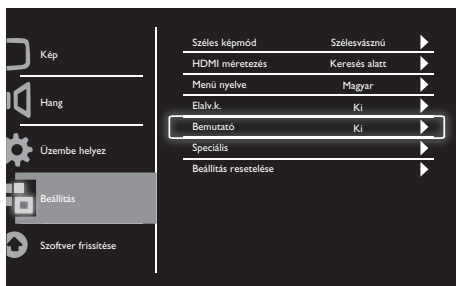 Kép
Hang
Üzembe helyez
Beállítás
Szoftver frissítése
Széles képmód Szélesvásznú
HDMI méretezés Keresés alatt
Menü nyelve Magyar
Elalv.k. Ki
Bemutató Ki
Speciális
Beállítás resetelése